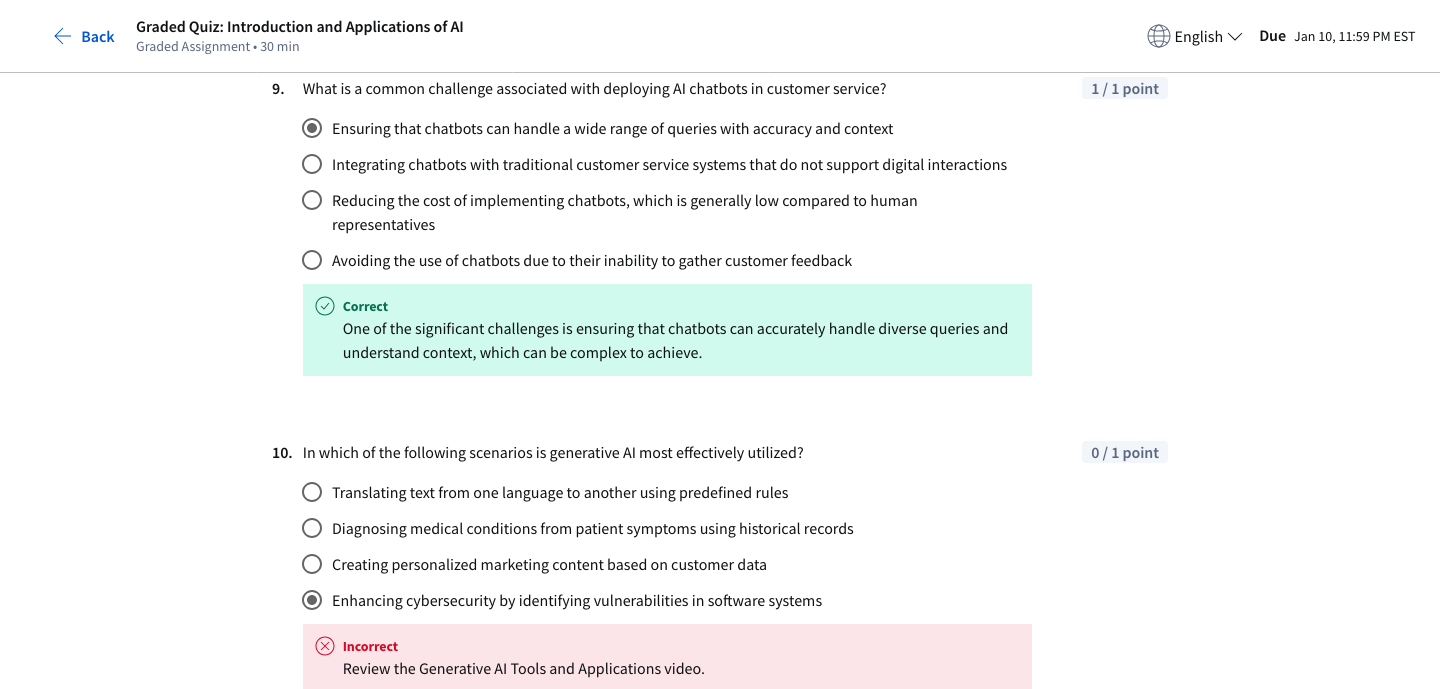 Back
Graded Quiz: Introduction and Applications of AI
Graded Assignment • 30 min
English
Due Jan 10, 11:59 PM EST
9. What is a common challenge associated with deploying AI chatbots in customer service?
1 / 1 point
Ensuring that chatbots can handle a wide range of queries with accuracy and context
Integrating chatbots with traditional customer service systems that do not support digital interactions
Reducing the cost of implementing chatbots, which is generally low compared to human
representatives
Avoiding the use of chatbots due to their inability to gather customer feedback
Correct
One of the significant challenges is ensuring that chatbots can accurately handle diverse queries and
understand context, which can be complex to achieve.
10. In which of the following scenarios is generative AI most effectively utilized?
0 / 1 point
Translating text from one language to another using predefined rules
Diagnosing medical conditions from patient symptoms using historical records
Creating personalized marketing content based on customer data
Enhancing cybersecurity by identifying vulnerabilities in software systems
Incorrect
Review the Generative AI Tools and Applications video.